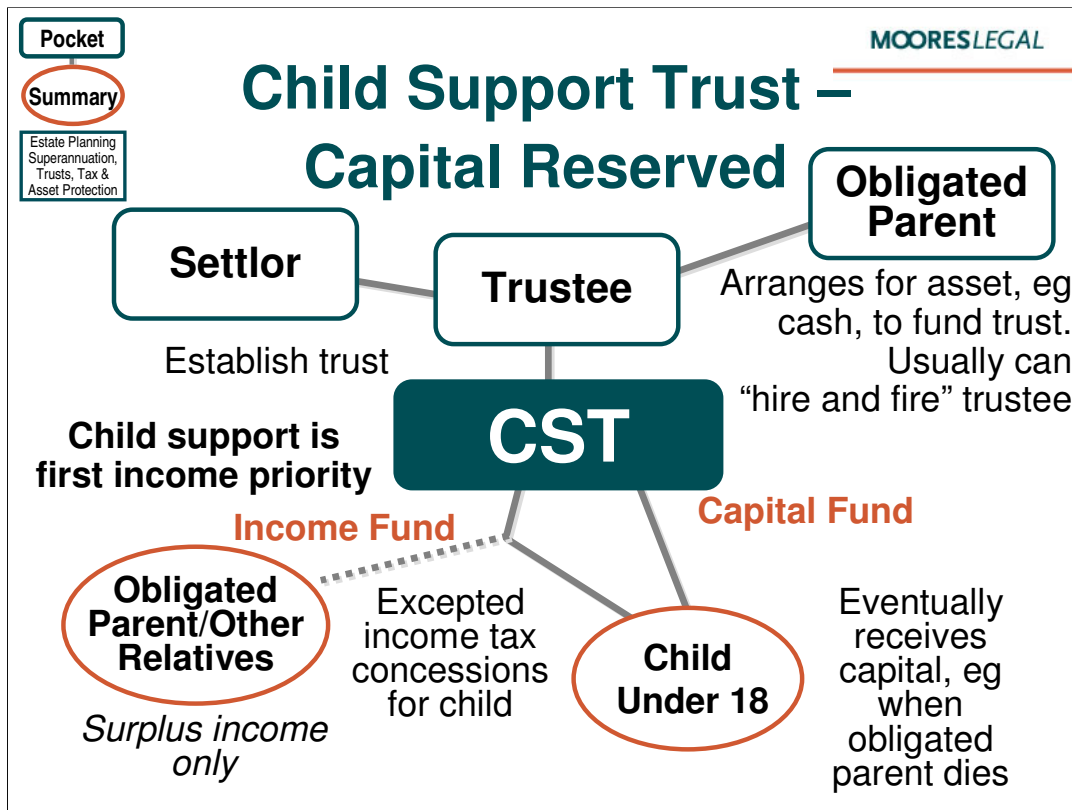 Pocket
Summary
Estate Planning
Superannuation,
Trusts, Tax &
Asset Protection
MOORESLEGAL
Child Support Trust –
Capital Reserved
Settlor
Trustee
Obligated
Parent
Establish trust
Arranges for asset, eg
cash, to fund trust.
Usually can
“hire and fire” trustee
CST
Child support is
first income priority
Income Fund
Capital Fund
Obligated
Parent/Other
Relatives
Surplus income
only
Excepted
income tax
concessions
for child
Child
Under 18
Eventually
receives
capital, eg
when
obligated
parent dies